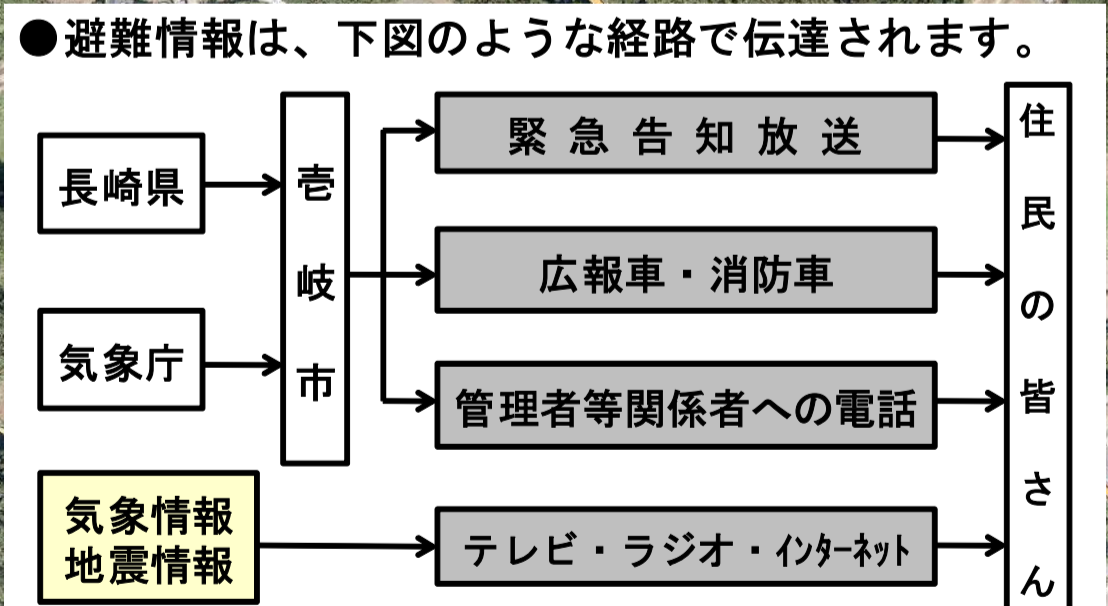 ●避難情報は、下図のような経路で伝達されます。
長崎県
気象庁
壱岐市
緊急告知放送
広報車・消防車
管理者等関係者への電話
気象情報
地震情報
テレビ・ラジオ・インターネット
住民の皆さん